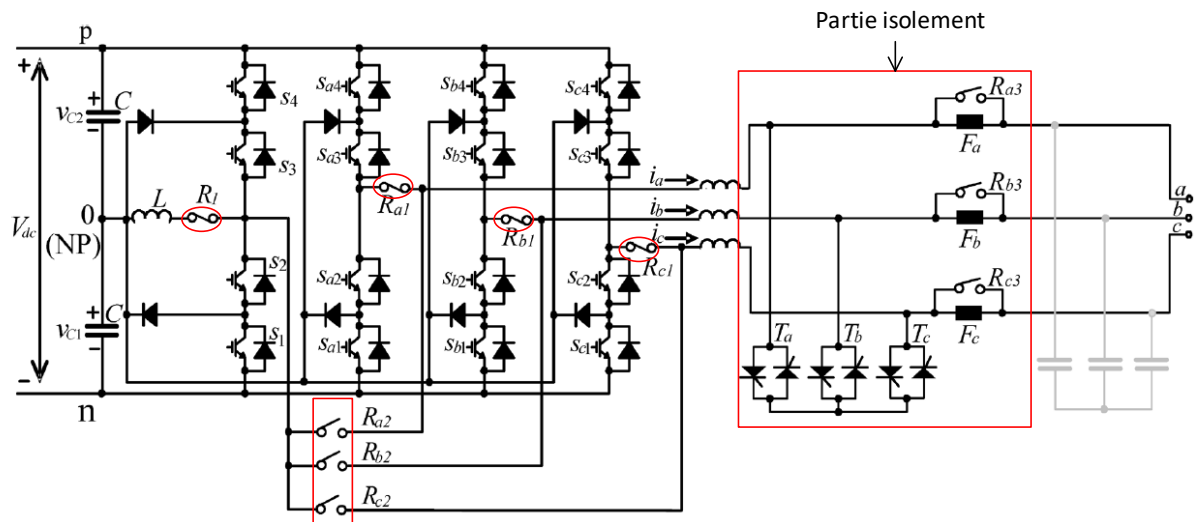 Partie isolement
p
+
s4
sa4
sb4
sc4
Ra3
vC2
+
C
−
Fa
s3
sa3
sb3
sc3
Ra1
ia
Rb3
a
Vdc
0
(NP)
L
R1
Rb1
ib
Fb
b
ic
c
Rc1
s2
sa2
sb2
sc2
Rc3
vC1
+
C
−
Fc
s1
sa1
sb1
sc1
Ta
Tb
Tc
−
n
Ra2
Rb2
Rc2